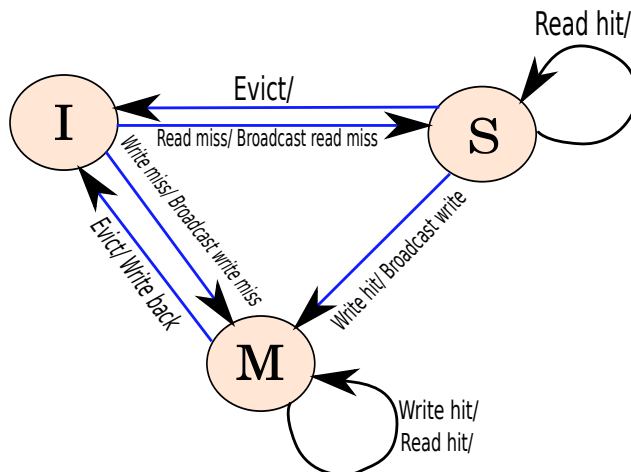 Read hit/
Evict/
I
S
Read miss/ Broadcast read miss
Write miss/ Broadcast write miss
Evict/ Write back
Write hit/ Broadcast write
M
Write hit/
Read hit/